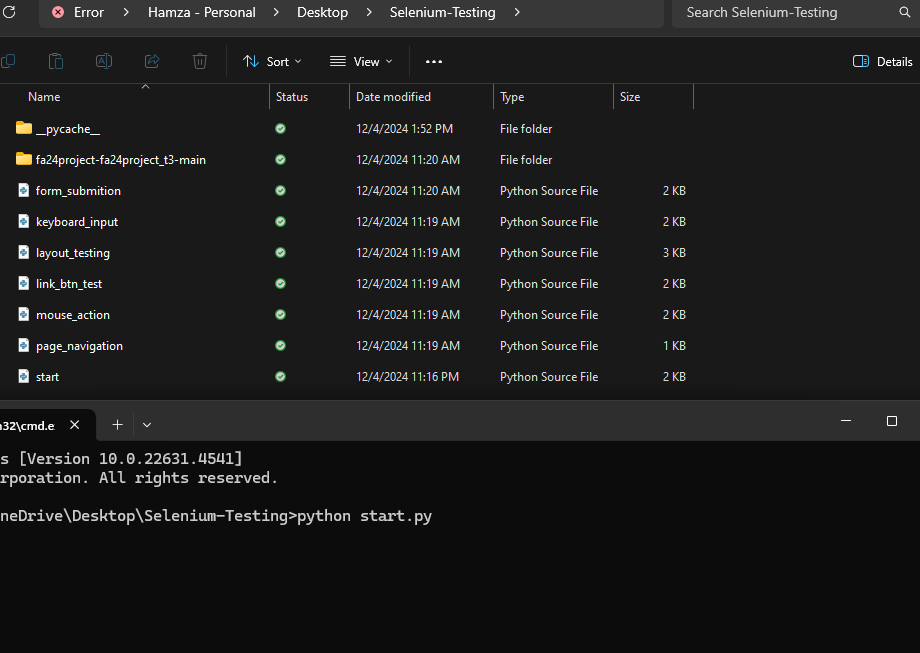 Error > Hamza - Personal > Desktop > Selenium-Testing > Search Selenium-Testing
Sort View ··· Details
Name Status Date modified Type Size
__pycache__ 12/4/2024 1:52 PM File folder
fa24project-fa24project_t3-main 12/4/2024 11:20 AM File folder
form_submition 12/4/2024 11:20 AM Python Source File 2 KB
keyboard_input 12/4/2024 11:19 AM Python Source File 2 KB
layout_testing 12/4/2024 11:19 AM Python Source File 3 KB
link_btn_test 12/4/2024 11:19 AM Python Source File 2 KB
mouse_action 12/4/2024 11:19 AM Python Source File 2 KB
page_navigation 12/4/2024 11:19 AM Python Source File 1 KB
start 12/4/2024 11:16 PM Python Source File 2 KB
m32\cmd.e
s [Version 10.0.22631.4541]
rporation. All rights reserved.
neDrive\Desktop\Selenium-Testing>python start.py